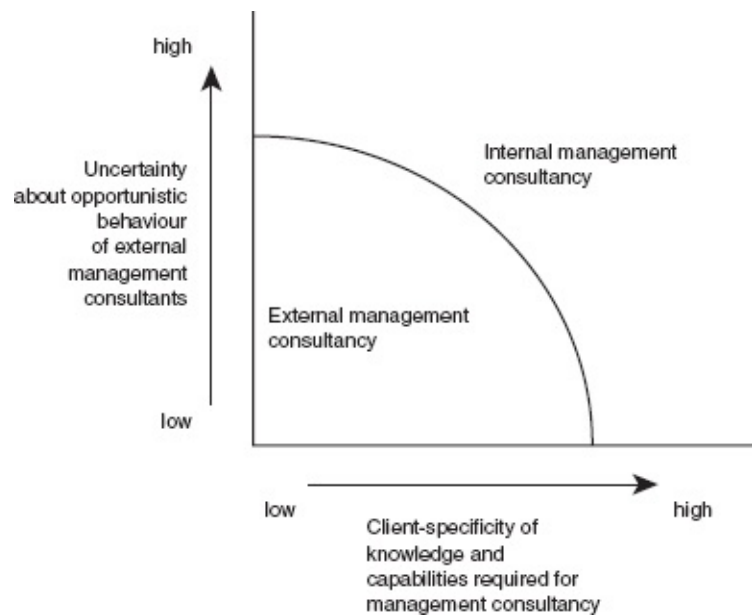 high
Uncertainty
about opportunistic
behaviour
of external
management
consultants
low
Internal management
consultancy
External management
consultancy
low
high
Client-specificity of
knowledge and
capabilities required for
management consultancy